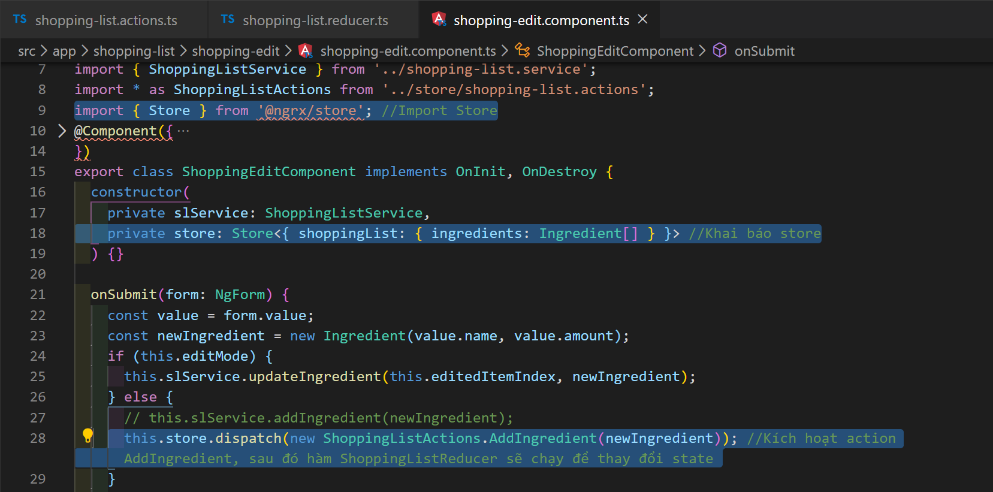 TS shopping-list.actions.ts TS shopping-list.reducer.ts shopping-edit.component.ts
src > app > shopping-list > shopping-edit > shopping-edit.component.ts > ShoppingEditComponent > onSubmit
7 import { ShoppingListService } from '../shopping-list.service';
8 import * as ShoppingListActions from '../store/shopping-list.actions';
9 import { Store } from '@ngrx/store'; //Import Store
10 @Component({ ...
14 })
15 export class ShoppingEditComponent implements OnInit, OnDestroy {
16 constructor(
17 private slService: ShoppingListService,
18 private store: Store<{ shoppingList: { ingredients: Ingredient[] } }> //Khai báo store
19 ) {}
20
21 onSubmit(form: NgForm) {
22 const value = form.value;
23 const newIngredient = new Ingredient(value.name, value.amount);
24 if (this.editMode) {
25 this.slService.updateIngredient(this.editedItemIndex, newIngredient);
26 } else {
27 // this.slService.addIngredient(newIngredient);
28 this.store.dispatch(new ShoppingListActions.AddIngredient(newIngredient)); //Kích hoạt action
AddIngredient, sau đó hàm ShoppingListReducer sẽ chạy để thay đổi state
29 }